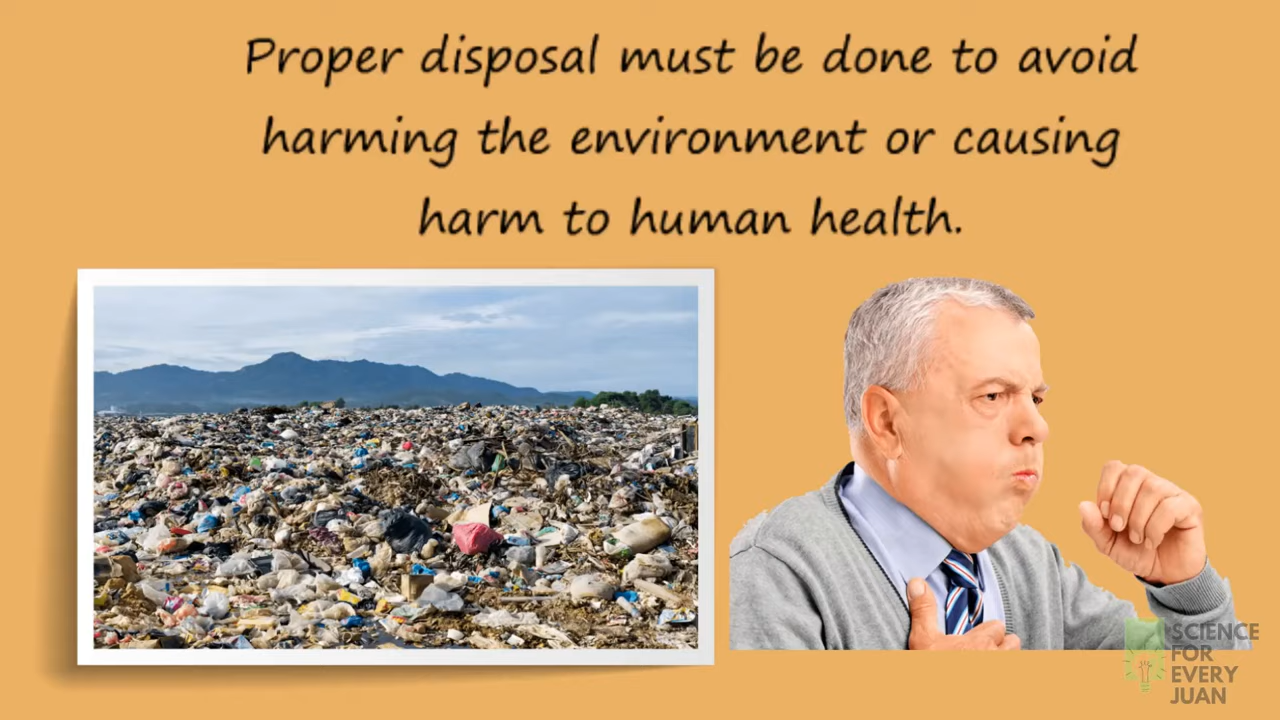 Proper disposal must be done to avoid
harming the environment or causing
harm to human health.
SCIENCE
FOR
EVERY
JUAN